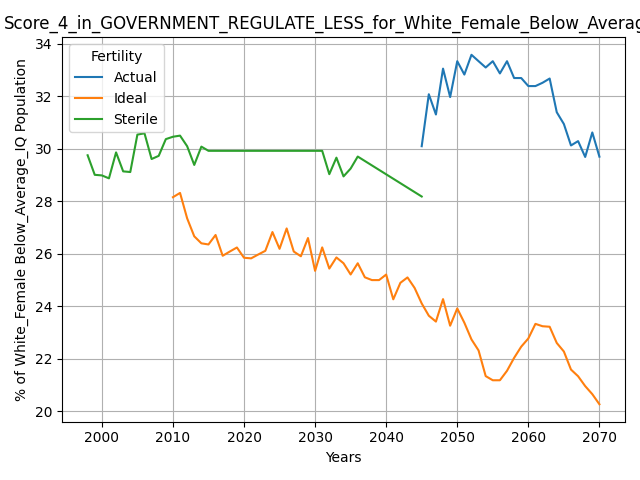 Score_4_in_GOVERNMENT_REGULATE_LESS_for_White_Female_Below_Averag
Fertility
Actual
Ideal
Sterile
% of White_Female Below_Average_IQ Population
34
32
30
28
26
24
22
20
2000 2010 2020 2030 2040 2050 2060 2070
Years